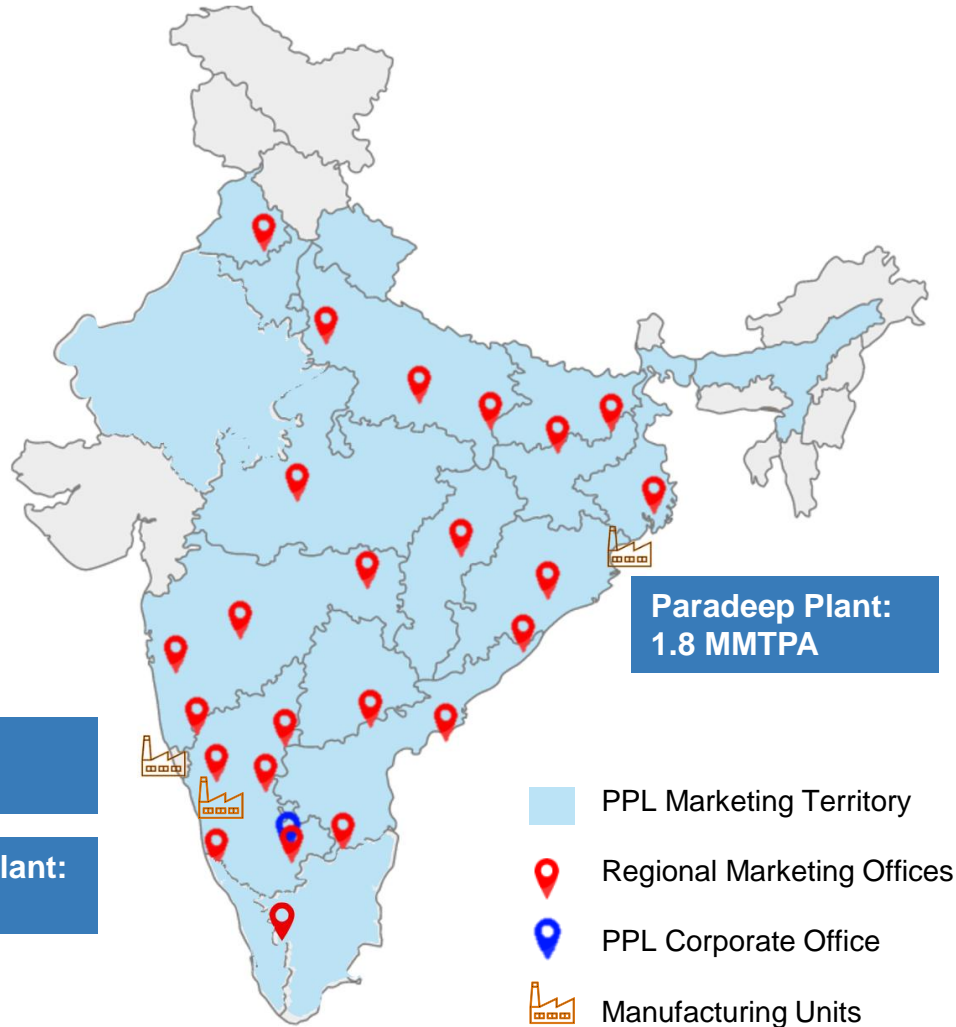 Paradeep Plant:
1.8 MMTPA
lant:
PPL Marketing Territory
Regional Marketing Offices
PPL Corporate Office
Manufacturing Units